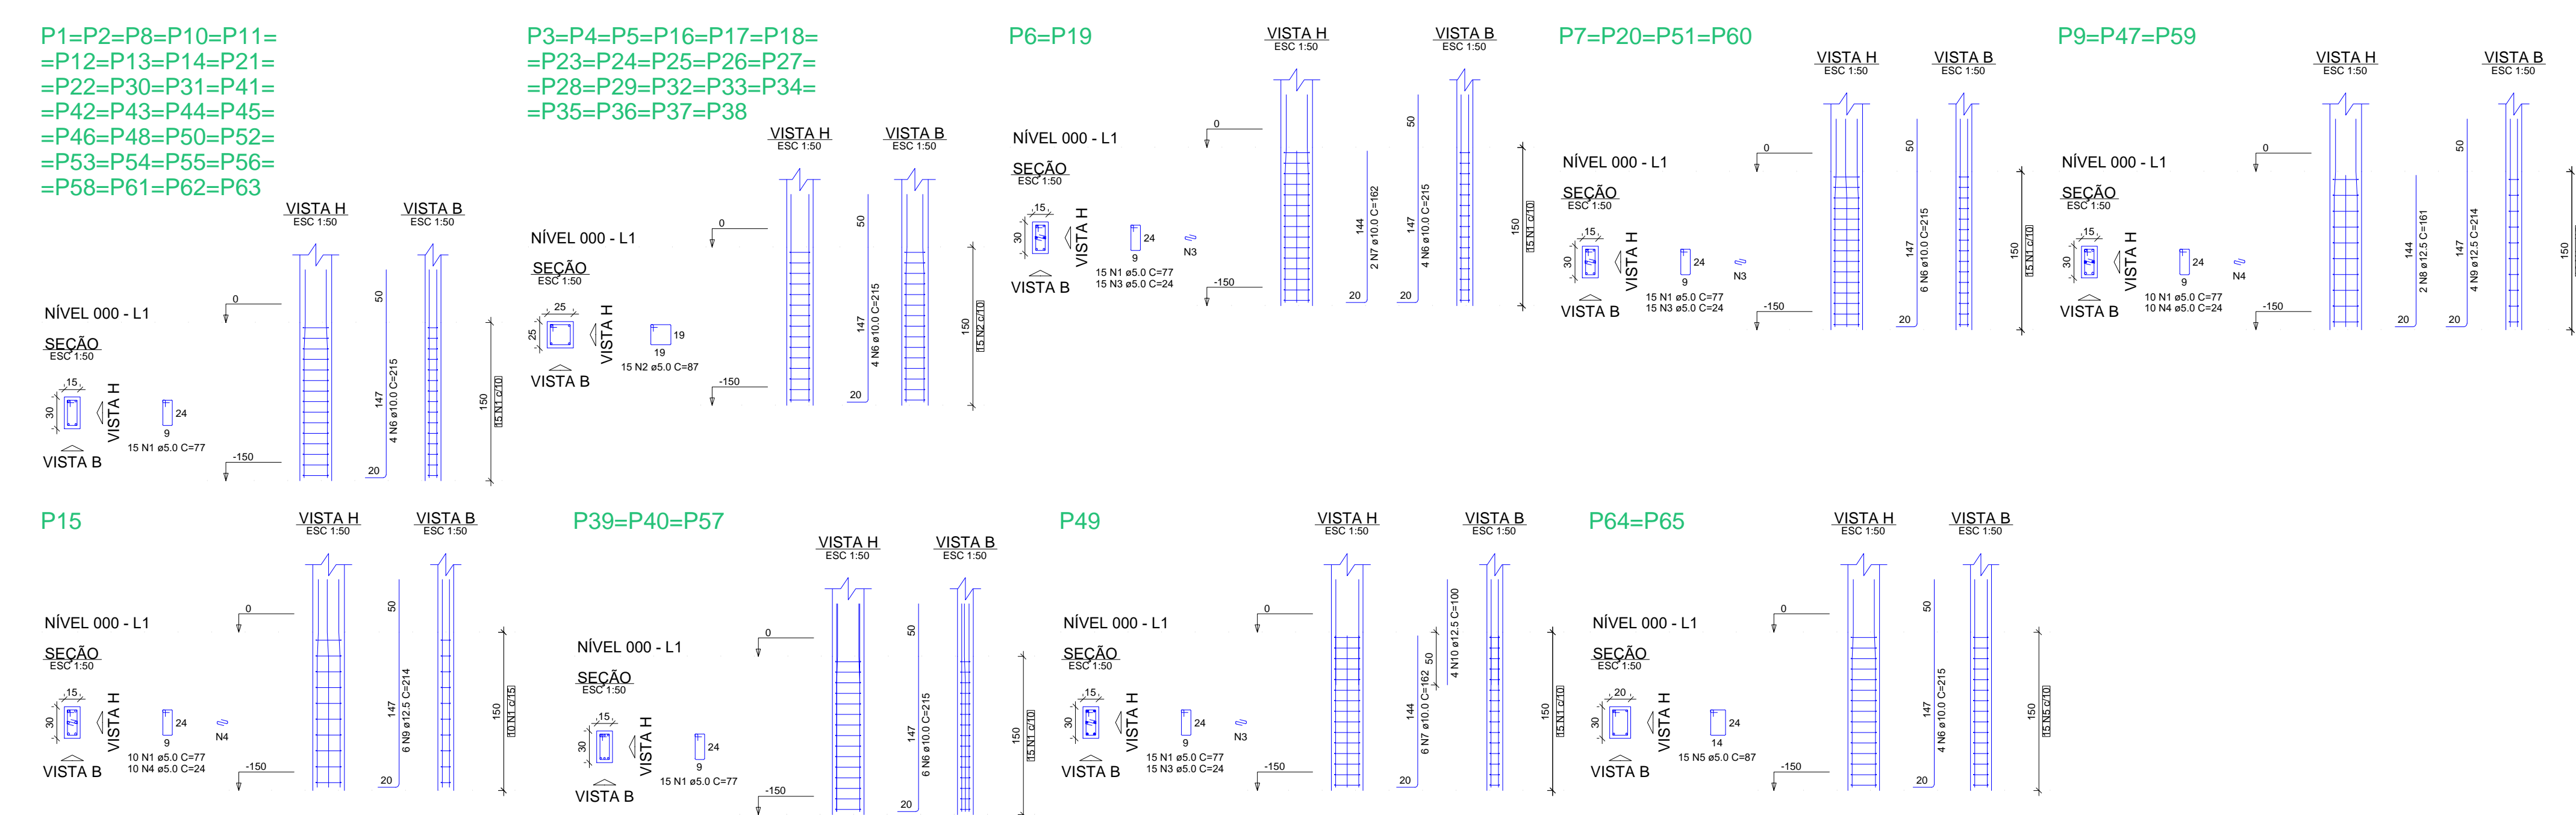 P1=P2=P8=P10=P11=
=P12=P13=P14=P21=
=P22=P30=P31=P41=
=P42=P43=P44=P45=
=P46=P48=P50=P52=
=P53=P54=P55=P56=
=P58=P61=P62=P63
VISTA H
ESC 1:50
VISTA B
ESC 1:50
NÍVEL 000 - L1
SEÇÃO
ESC 1:50
15
30
VISTA H
VISTA B
24
9
15 N1 ø5.0 C=77
0
-150
50
147
4 N6 ø10.0 C=215
20
150
15 N1 c/10
P3=P4=P5=P16=P17=P18=
=P23=P24=P25=P26=P27=
=P28=P29=P32=P33=P34=
=P35=P36=P37=P38
VISTA H
ESC 1:50
VISTA B
ESC 1:50
NÍVEL 000 - L1
SEÇÃO
ESC 1:50
25
25
VISTA H
VISTA B
19
19
15 N2 ø5.0 C=87
0
-150
50
147
4 N6 ø10.0 C=215
20
150
15 N2 c/10
P6=P19
VISTA H
ESC 1:50
VISTA B
ESC 1:50
NÍVEL 000 - L1
SEÇÃO
ESC 1:50
15
30
VISTA H
VISTA B
24
9
N3
15 N1 ø5.0 C=77
15 N3 ø5.0 C=24
0
-150
144
2 N7 ø10.0 C=162
20
50
147
4 N6 ø10.0 C=215
20
150
15 N1 c/10
P7=P20=P51=P60
VISTA H
ESC 1:50
VISTA B
ESC 1:50
NÍVEL 000 - L1
SEÇÃO
ESC 1:50
15
30
VISTA H
VISTA B
24
9
N3
15 N1 ø5.0 C=77
15 N3 ø5.0 C=24
0
-150
50
147
6 N6 ø10.0 C=215
20
150
15 N1 c/10
P9=P47=P59
VISTA H
ESC 1:50
VISTA B
ESC 1:50
NÍVEL 000 - L1
SEÇÃO
ESC 1:50
15
30
VISTA H
VISTA B
24
9
N4
10 N1 ø5.0 C=77
10 N4 ø5.0 C=24
0
-150
144
2 N8 ø12.5 C=161
20
50
147
4 N9 ø12.5 C=214
20
150
P15
VISTA H
ESC 1:50
VISTA B
ESC 1:50
NÍVEL 000 - L1
SEÇÃO
ESC 1:50
15
30
VISTA H
VISTA B
24
9
N4
10 N1 ø5.0 C=77
10 N4 ø5.0 C=24
0
-150
50
147
6 N9 ø12.5 C=214
20
150
10 N1 c/15
P39=P40=P57
VISTA H
ESC 1:50
VISTA B
ESC 1:50
NÍVEL 000 - L1
SEÇÃO
ESC 1:50
15
30
VISTA H
VISTA B
24
9
15 N1 ø5.0 C=77
0
-150
50
147
6 N6 ø10.0 C=215
20
150
15 N1 c/10
P49
VISTA H
ESC 1:50
VISTA B
ESC 1:50
NÍVEL 000 - L1
SEÇÃO
ESC 1:50
15
30
VISTA H
VISTA B
24
9
N3
15 N1 ø5.0 C=77
15 N3 ø5.0 C=24
0
-150
144
6 N7 ø10.0 C=162
20
50
4 N10 ø12.5 C=100
150
15 N1 c/10
P64=P65
VISTA H
ESC 1:50
VISTA B
ESC 1:50
NÍVEL 000 - L1
SEÇÃO
ESC 1:50
20
30
VISTA H
VISTA B
24
14
15 N5 ø5.0 C=87
0
-150
50
147
4 N6 ø10.0 C=215
20
150
15 N5 c/10